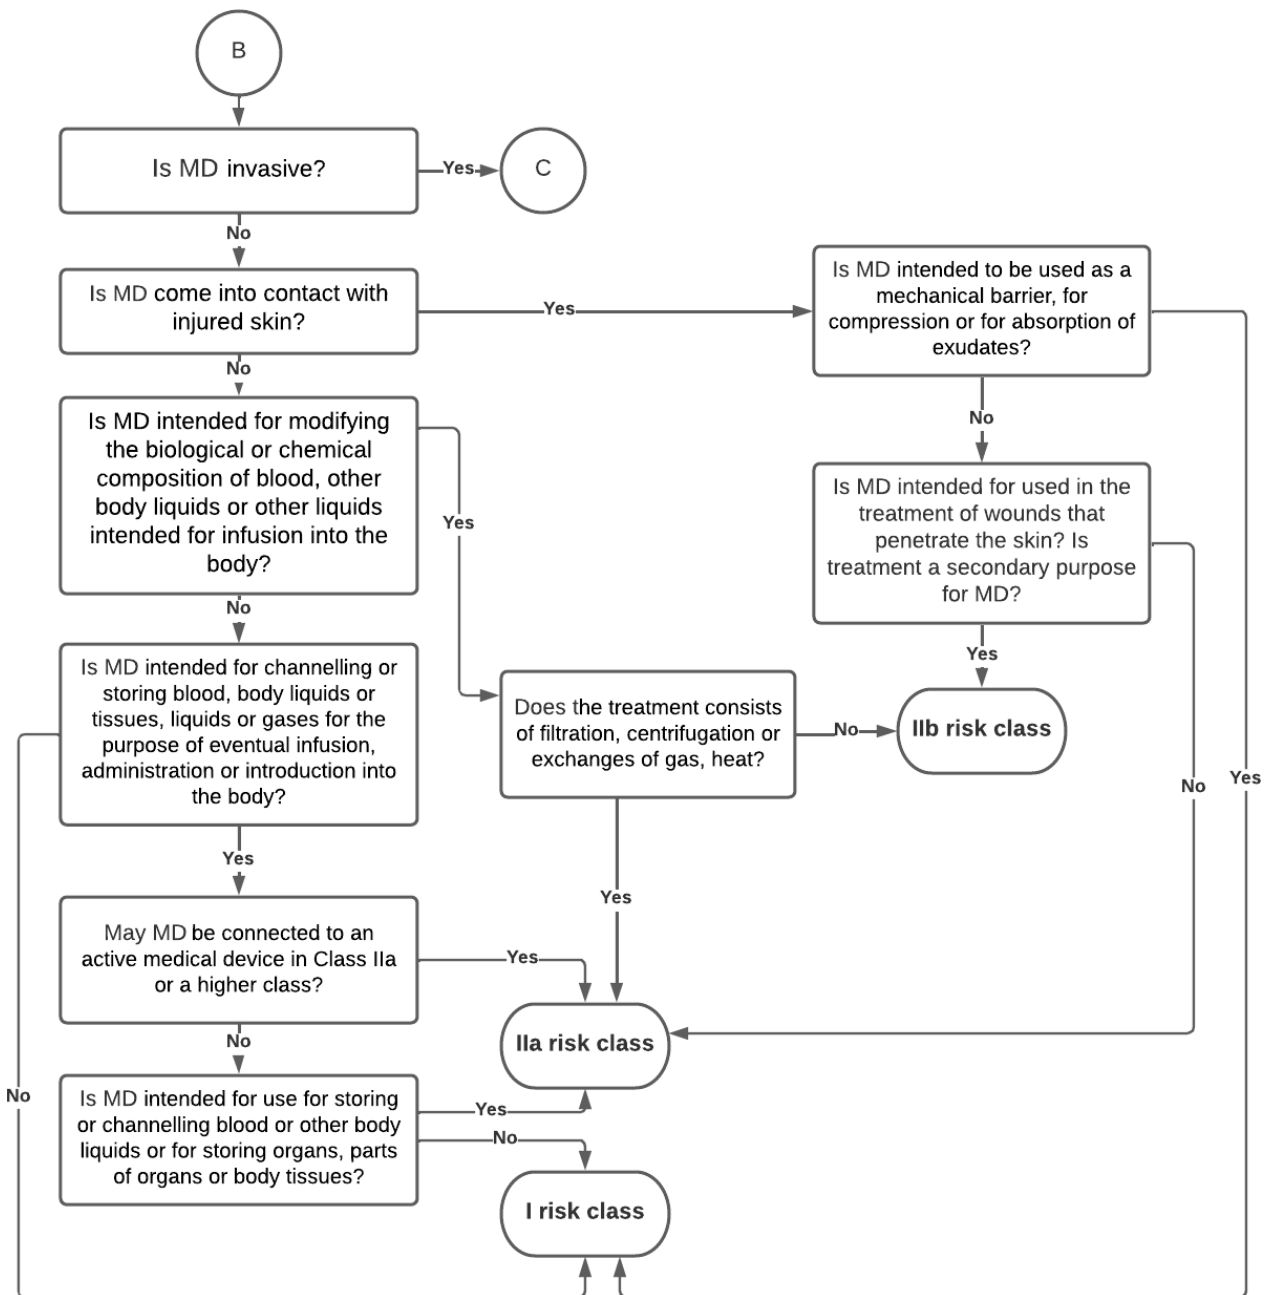 B
Is MD invasive?
Yes
C
No
Is MD come into contact with
injured skin?
Yes
Is MD intended to be used as a
mechanical barrier, for
compression or for absorption of
exudates?
No
No
Is MD intended for modifying
the biological or chemical
composition of blood, other
body liquids or other liquids
intended for infusion into the
body?
Yes
Is MD intended for used in the
treatment of wounds that
penetrate the skin? Is
treatment a secondary purpose
for MD?
No
Yes
Is MD intended for channelling or
storing blood, body liquids or
tissues, liquids or gases for the
purpose of eventual infusion,
administration or introduction into
the body?
Does the treatment consists
of filtration, centrifugation or
exchanges of gas, heat?
No
IIb risk class
No
Yes
Yes
Yes
May MD be connected to an
active medical device in Class IIa
or a higher class?
Yes
IIa risk class
No
No
Is MD intended for use for storing
or channelling blood or other body
liquids or for storing organs, parts
of organs or body tissues?
Yes
No
I risk class